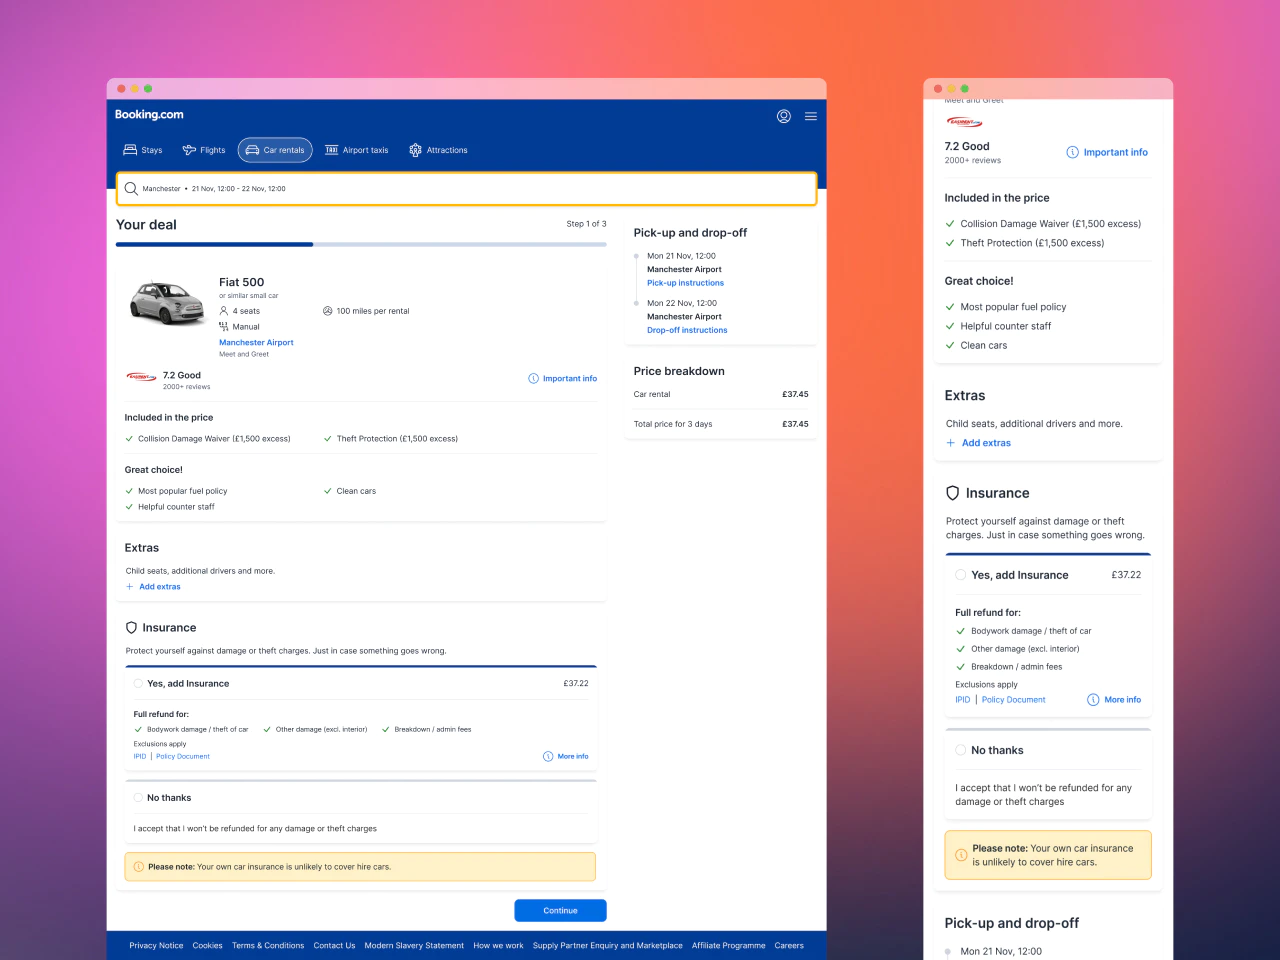 Booking.com
Stays
Flights
Car rentals
TAXI
Airport taxis
Attractions
Manchester • 21 Nov, 12:00 - 22 Nov, 12:00
Your deal
Step 1 of 3
Fiat 500
or similar small car
4 seats
100 miles per rental
Manual
Manchester Airport
Meet and Greet
EASIRENT.com
7.2 Good
2000+ reviews
Important info
Included in the price
Collision Damage Waiver (£1,500 excess)
Theft Protection (£1,500 excess)
Great choice!
Most popular fuel policy
Clean cars
Helpful counter staff
Extras
Child seats, additional drivers and more.
+ Add extras
Insurance
Protect yourself against damage or theft charges. Just in case something goes wrong.
Yes, add Insurance
£37.22
Full refund for:
Bodywork damage / theft of car
Other damage (excl. interior)
Breakdown / admin fees
Exclusions apply
IPID | Policy Document
More info
No thanks
I accept that I won't be refunded for any damage or theft charges
Please note: Your own car insurance is unlikely to cover hire cars.
Continue
Pick-up and drop-off
Mon 21 Nov, 12:00
Manchester Airport
Pick-up instructions
Mon 22 Nov, 12:00
Manchester Airport
Drop-off instructions
Price breakdown
Car rental
£37.45
Total price for 3 days
£37.45
Privacy Notice
Cookies
Terms & Conditions
Contact Us
Modern Slavery Statement
How we work
Supply Partner Enquiry and Marketplace
Affiliate Programme
Careers
Meet and Greet
EASIRENT.com
7.2 Good
2000+ reviews
Important info
Included in the price
Collision Damage Waiver (£1,500 excess)
Theft Protection (£1,500 excess)
Great choice!
Most popular fuel policy
Helpful counter staff
Clean cars
Extras
Child seats, additional drivers and more.
+ Add extras
Insurance
Protect yourself against damage or theft
charges. Just in case something goes wrong.
Yes, add Insurance
£37.22
Full refund for:
Bodywork damage / theft of car
Other damage (excl. interior)
Breakdown / admin fees
Exclusions apply
IPID | Policy Document
More info
No thanks
I accept that I won't be refunded for any
damage or theft charges
Please note: Your own car insurance
is unlikely to cover hire cars.
Pick-up and drop-off
Mon 21 Nov, 12:00